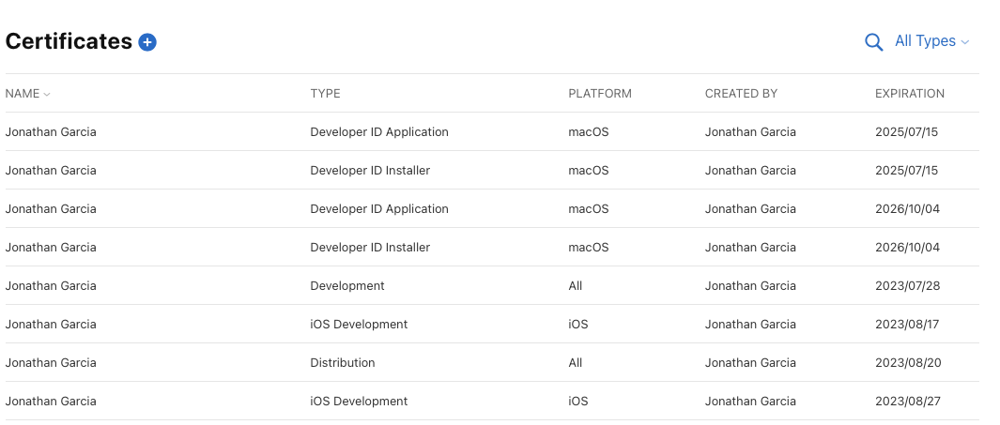 Certificates
All Types
NAME TYPE PLATFORM CREATED BY EXPIRATION
Jonathan Garcia Developer ID Application macOS Jonathan Garcia 2025/07/15
Jonathan Garcia Developer ID Installer macOS Jonathan Garcia 2025/07/15
Jonathan Garcia Developer ID Application macOS Jonathan Garcia 2026/10/04
Jonathan Garcia Developer ID Installer macOS Jonathan Garcia 2026/10/04
Jonathan Garcia Development All Jonathan Garcia 2023/07/28
Jonathan Garcia iOS Development iOS Jonathan Garcia 2023/08/17
Jonathan Garcia Distribution All Jonathan Garcia 2023/08/20
Jonathan Garcia iOS Development iOS Jonathan Garcia 2023/08/27